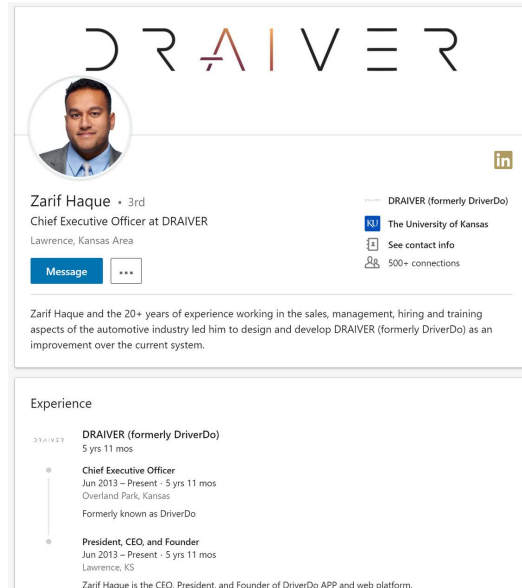 DRAIVER
in
Zarif Haque • 3rd
Chief Executive Officer at DRAIVER
Lawrence, Kansas Area
Message
DRAIVER (formerly DriverDo)
KU The University of Kansas
See contact info
500+ connections
Zarif Haque and the 20+ years of experience working in the sales, management, hiring and training
aspects of the automotive industry led him to design and develop DRAIVER (formerly DriverDo) as an
improvement over the current system.
Experience
DRAIVER
DRAIVER (formerly DriverDo)
5 yrs 11 mos
Chief Executive Officer
Jun 2013 – Present · 5 yrs 11 mos
Overland Park, Kansas
Formerly known as DriverDo
President, CEO, and Founder
Jun 2013 – Present · 5 yrs 11 mos
Lawrence, KS
Zarif Haque is the CEO, President, and Founder of DriverDo APP and web platform.